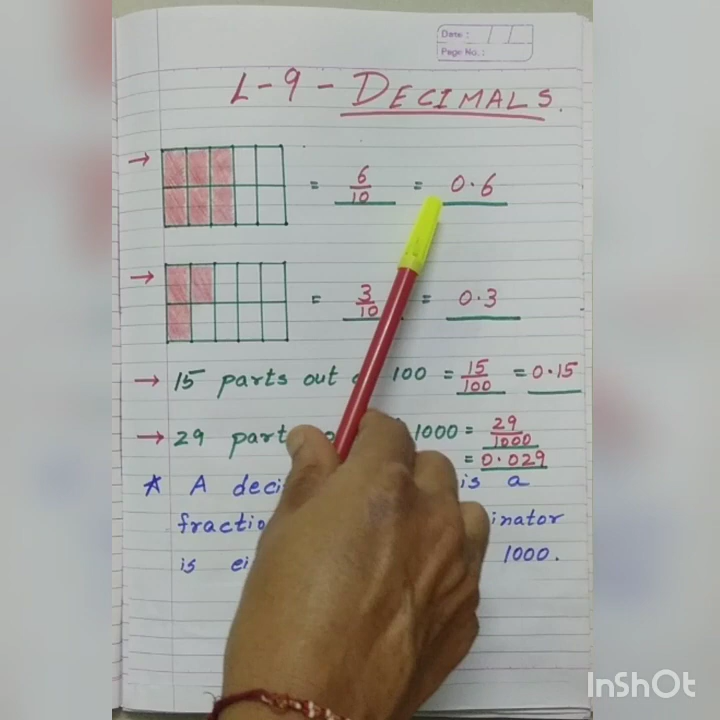 Date :
Page No. :
L-9 - DECIMALS.
→ = 6/10 = 0.6
→ = 3/10 = 0.3
→ 15 parts out 100 = 15/100 = 0.15
→ 29 part 1000 = 29/1000
= 0.029
* A deci is a
fractio inator
is ei 1000.
InShOt